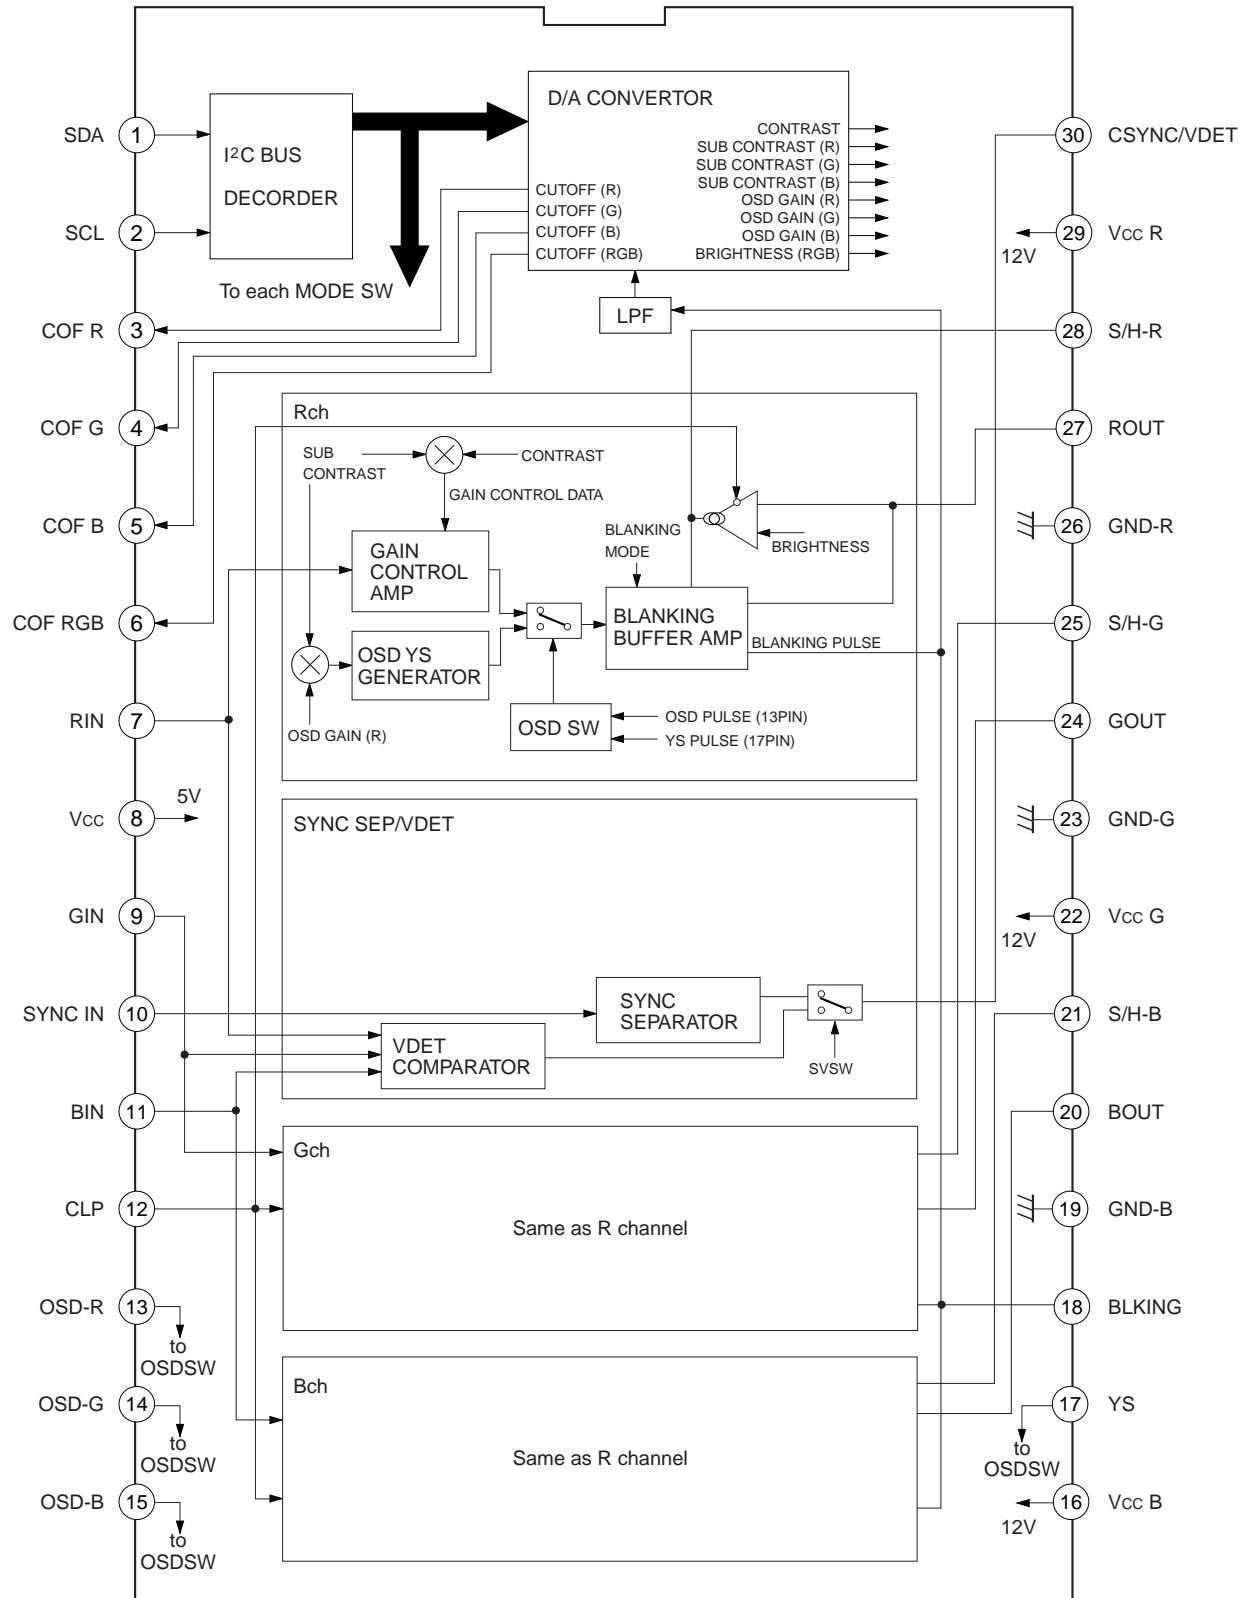 SDA
1
SCL
2
COF R
3
COF G
4
COF B
5
COF RGB
6
RIN
7
Vcc
8
5V
GIN
9
SYNC IN
10
BIN
11
CLP
12
OSD-R
13
to
OSDSW
OSD-G
14
to
OSDSW
OSD-B
15
to
OSDSW
I2C BUS
DECORDER
To each MODE SW
D/A CONVERTOR
CONTRAST
SUB CONTRAST (R)
SUB CONTRAST (G)
SUB CONTRAST (B)
OSD GAIN (R)
OSD GAIN (G)
OSD GAIN (B)
BRIGHTNESS (RGB)
CUTOFF (R)
CUTOFF (G)
CUTOFF (B)
CUTOFF (RGB)
LPF
Rch
SUB
CONTRAST
CONTRAST
GAIN CONTROL DATA
GAIN
CONTROL
AMP
BLANKING
MODE
BRIGHTNESS
BLANKING
BUFFER AMP
BLANKING PULSE
OSD YS
GENERATOR
OSD GAIN (R)
OSD SW
OSD PULSE (13PIN)
YS PULSE (17PIN)
SYNC SEP/VDET
SYNC
SEPARATOR
VDET
COMPARATOR
SVSW
Gch
Same as R channel
Bch
Same as R channel
30
CSYNC/VDET
29
Vcc R
12V
28
S/H-R
27
ROUT
26
GND-R
25
S/H-G
24
GOUT
23
GND-G
22
Vcc G
12V
21
S/H-B
20
BOUT
19
GND-B
18
BLKING
17
YS
to
OSDSW
16
Vcc B
12V